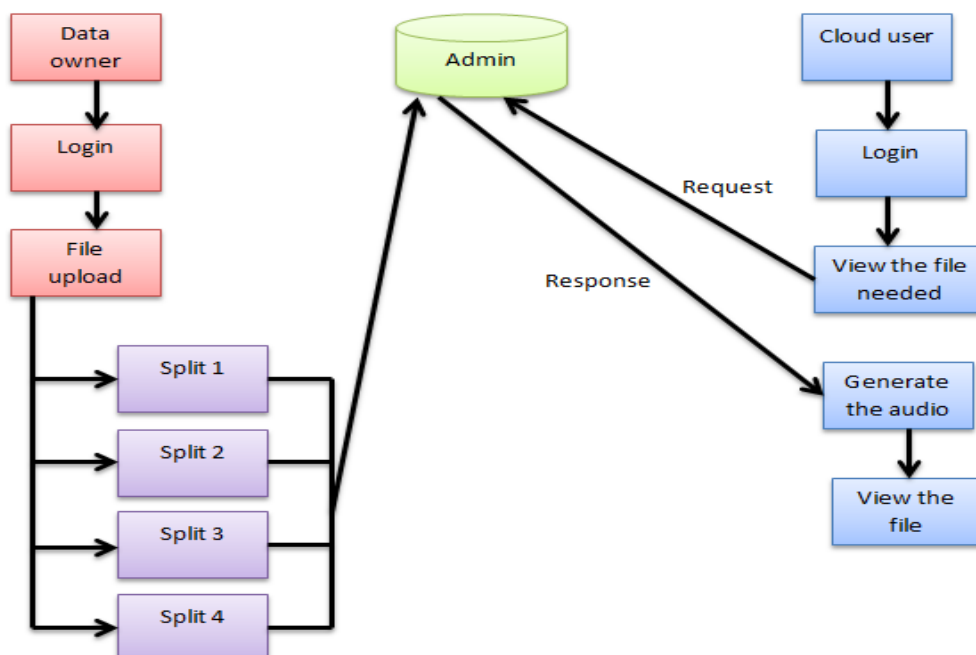 Data
owner
Login
File
upload
Split 1
Split 2
Split 3
Split 4
Admin
Request
Response
Cloud user
Login
View the file
needed
Generate
the audio
View the
file